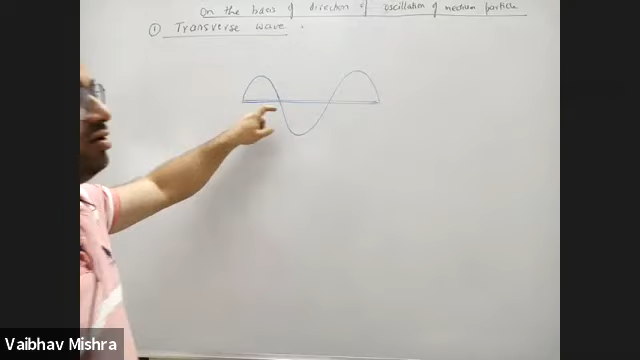 On the basis of direction of oscillation of medium particle
① Transverse wave .
Vaibhav Mishra